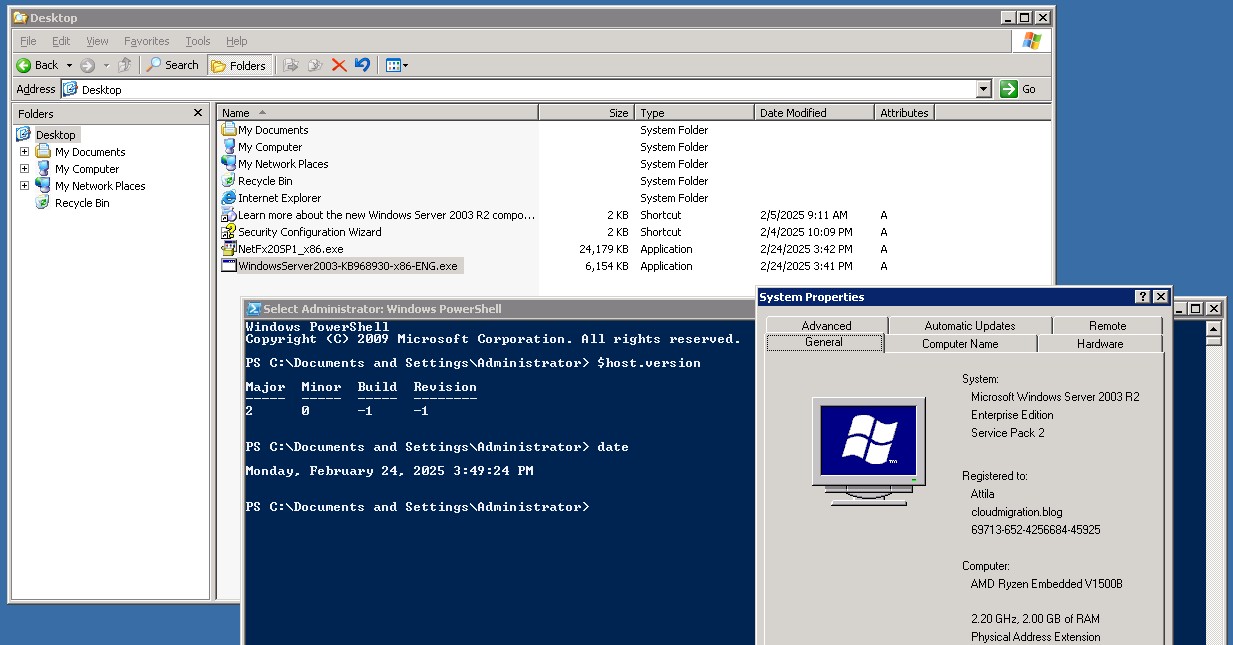 Desktop
File Edit View Favorites Tools Help
Back Search Folders
Address Desktop Go
Folders
Desktop
My Documents
My Computer
My Network Places
Recycle Bin
Name Size Type Date Modified Attributes
My Documents System Folder
My Computer System Folder
My Network Places System Folder
Recycle Bin System Folder
Internet Explorer System Folder
Learn more about the new Windows Server 2003 R2 compo... 2 KB Shortcut 2/5/2025 9:11 AM A
Security Configuration Wizard 2 KB Shortcut 2/4/2025 10:09 PM A
NetFx20SP1_x86.exe 24,179 KB Application 2/24/2025 3:42 PM A
WindowsServer2003-KB968930-x86-ENG.exe 6,154 KB Application 2/24/2025 3:41 PM A
Select Administrator: Windows PowerShell
Windows PowerShell
Copyright (C) 2009 Microsoft Corporation. All rights reserved.
PS C:\Documents and Settings\Administrator> $host.version
Major Minor Build Revision
----- ----- ----- --------
2 0 -1 -1
PS C:\Documents and Settings\Administrator> date
Monday, February 24, 2025 3:49:24 PM
PS C:\Documents and Settings\Administrator>
System Properties
Advanced Automatic Updates Remote
General Computer Name Hardware
System:
Microsoft Windows Server 2003 R2
Enterprise Edition
Service Pack 2
Registered to:
Attila
cloudmigration.blog
69713-652-4256684-45925
Computer:
AMD Ryzen Embedded V1500B
2.20 GHz, 2.00 GB of RAM
Physical Address Extension